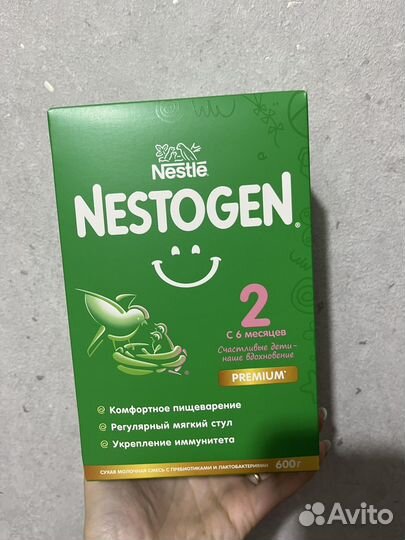 Nestlé
NESTOGEN®
2
С 6 месяцев
Счастливые дети-
наше вдохновение
PREMIUM*
Комфортное пищеварение
Регулярный мягкий стул
Укрепление иммунитета
СУХАЯ МОЛОЧНАЯ СМЕСЬ С ПРЕБИОТИКАМИ И ЛАКТОБАКТЕРИЯМИ 600г
Avito